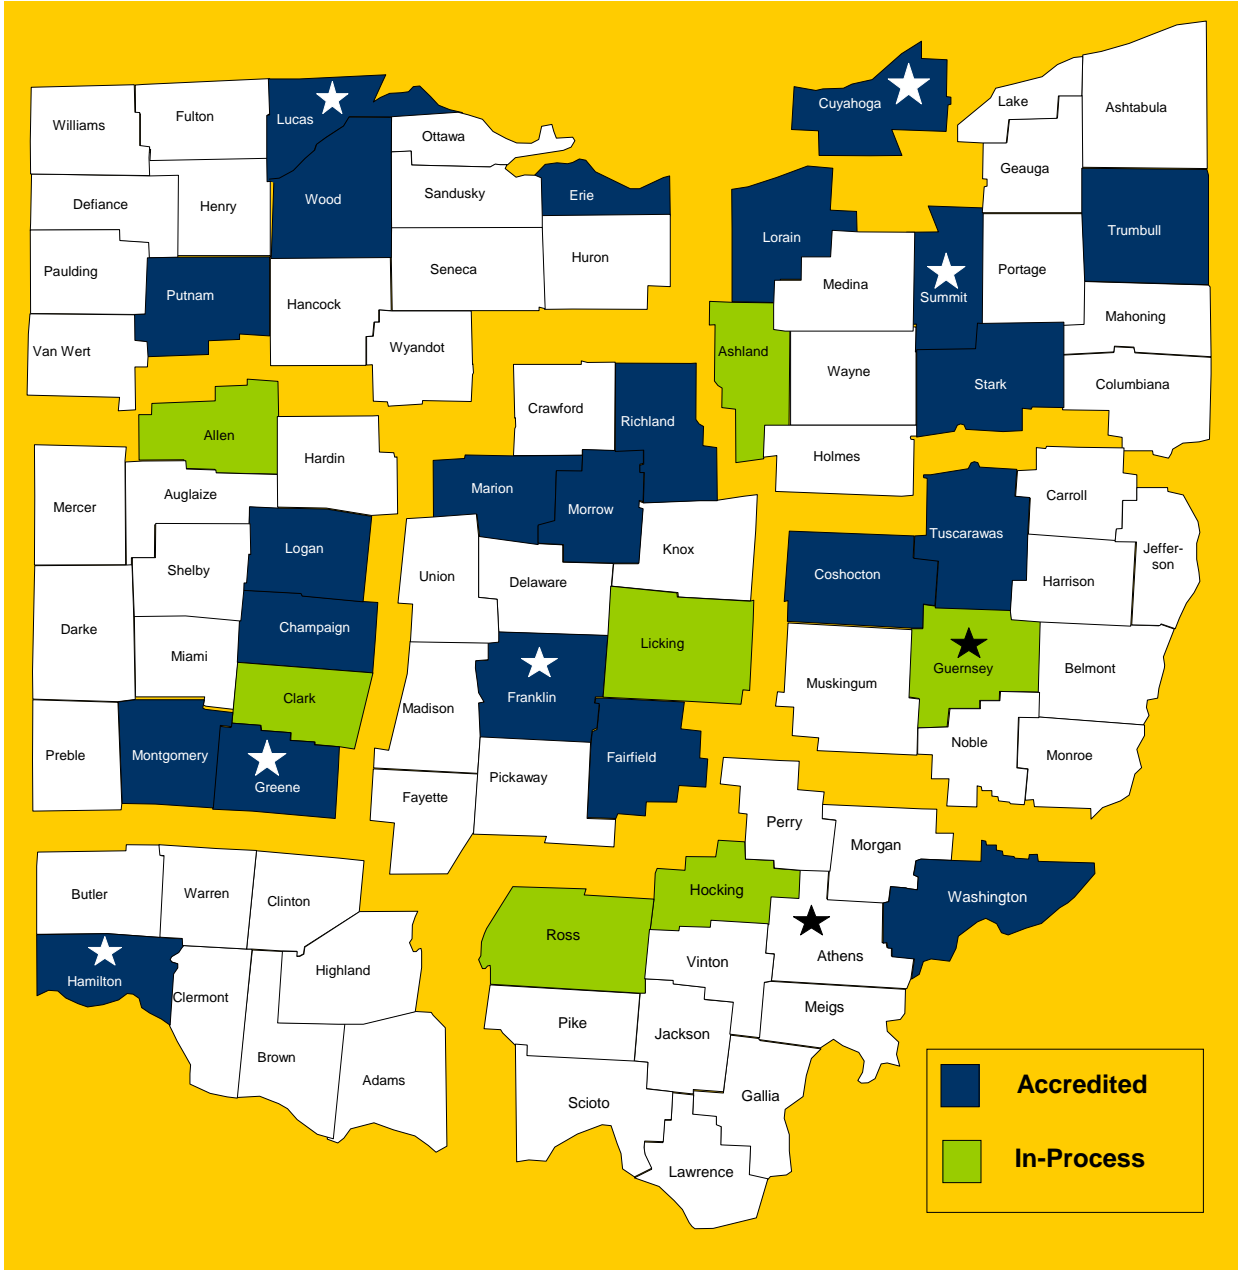 Williams
Fulton
Lucas
Ottawa
Defiance
Henry
Wood
Sandusky
Erie
Paulding
Putnam
Hancock
Seneca
Huron
Van Wert
Wyandot
Cuyahoga
Lake
Ashtabula
Geauga
Lorain
Medina
Summit
Portage
Trumbull
Mahoning
Ashland
Wayne
Stark
Columbiana
Holmes
Allen
Hardin
Mercer
Auglaize
Shelby
Logan
Darke
Miami
Champaign
Clark
Preble
Montgomery
Greene
Crawford
Richland
Marion
Morrow
Knox
Union
Delaware
Licking
Madison
Franklin
Fairfield
Fayette
Pickaway
Carroll
Tuscarawas
Jeffer-
son
Coshocton
Harrison
Muskingum
Guernsey
Belmont
Noble
Monroe
Butler
Warren
Clinton
Hamilton
Clermont
Highland
Brown
Adams
Perry
Morgan
Hocking
Washington
Ross
Vinton
Athens
Meigs
Pike
Jackson
Gallia
Scioto
Lawrence
Accredited
In-Process